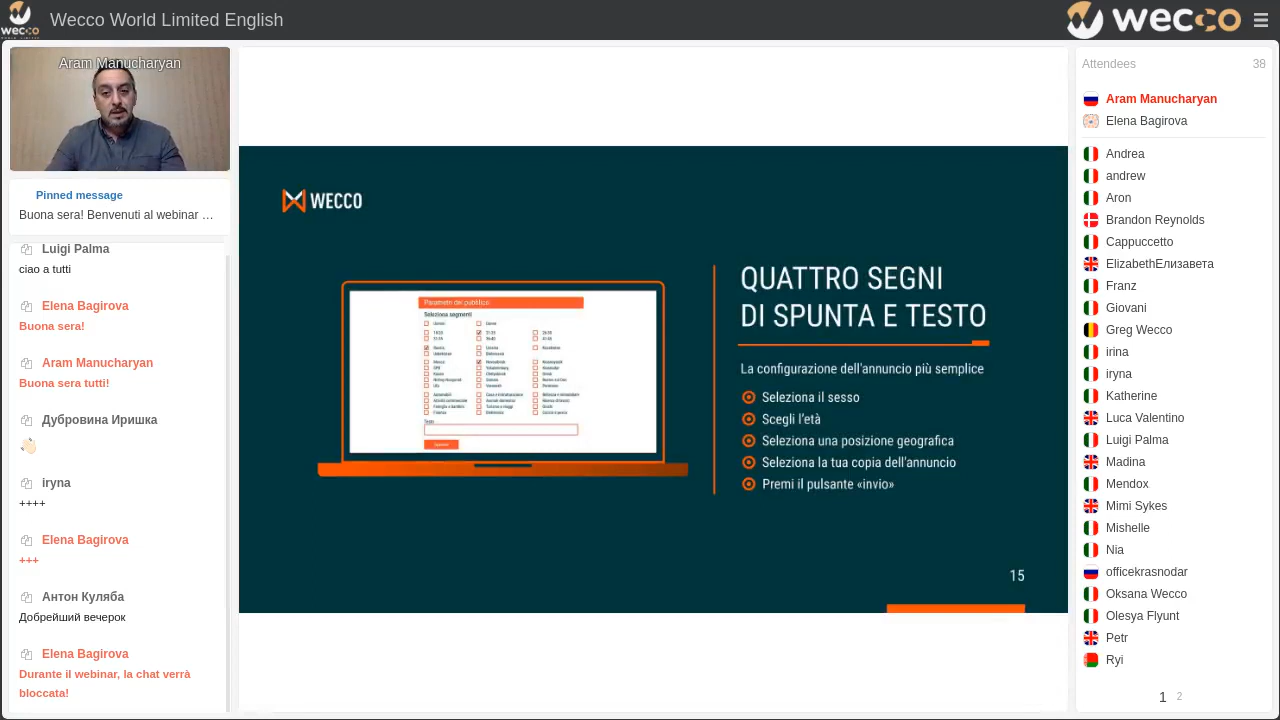 wecco
Wecco World Limited English
wecco
Aram Manucharyan
Pinned message
Buona sera! Benvenuti al webinar …
Luigi Palma
ciao a tutti
Elena Bagirova
Buona sera!
Aram Manucharyan
Buona sera tutti!
Дубровина Иришка
iryna
++++
Elena Bagirova
+++
Антон Куляба
Добрейший вечерок
Elena Bagirova
Durante il webinar, la chat verrà
bloccata!
WECCO
Parametro del pubblico
Seleziona segmenti
Testo
QUATTRO SEGNI
DI SPUNTA E TESTO
La configurazione dell'annuncio più semplice
Seleziona il sesso
Scegli l'età
Seleziona una posizione geografica
Seleziona la tua copia dell'annuncio
Premi il pulsante «invio»
15
Attendees 38
Aram Manucharyan
Elena Bagirova
Andrea
andrew
Aron
Brandon Reynolds
Cappuccetto
ElizabethЕлизавета
Franz
Giovani
Greg Wecco
irina
iryna
Katharine
Luca Valentino
Luigi Palma
Madina
Mendox
Mimi Sykes
Mishelle
Nia
officekrasnodar
Oksana Wecco
Olesya Flyunt
Petr
Ryi
1 2